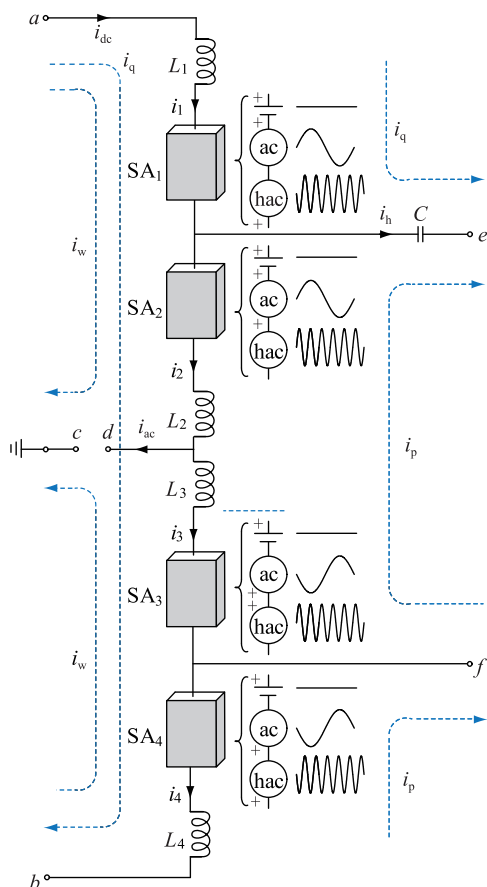 a
i_dc
i_q
L_1
i_1
SA_1
+
+
ac
hac
+
i_q
i_w
i_h
C
e
SA_2
+
ac
+
hac
+
i_2
L_2
i_p
c
d
i_ac
L_3
i_3
+
SA_3
ac
+
+
hac
i_w
f
SA_4
+
ac
+
hac
+
i_4
i_p
L_4
b